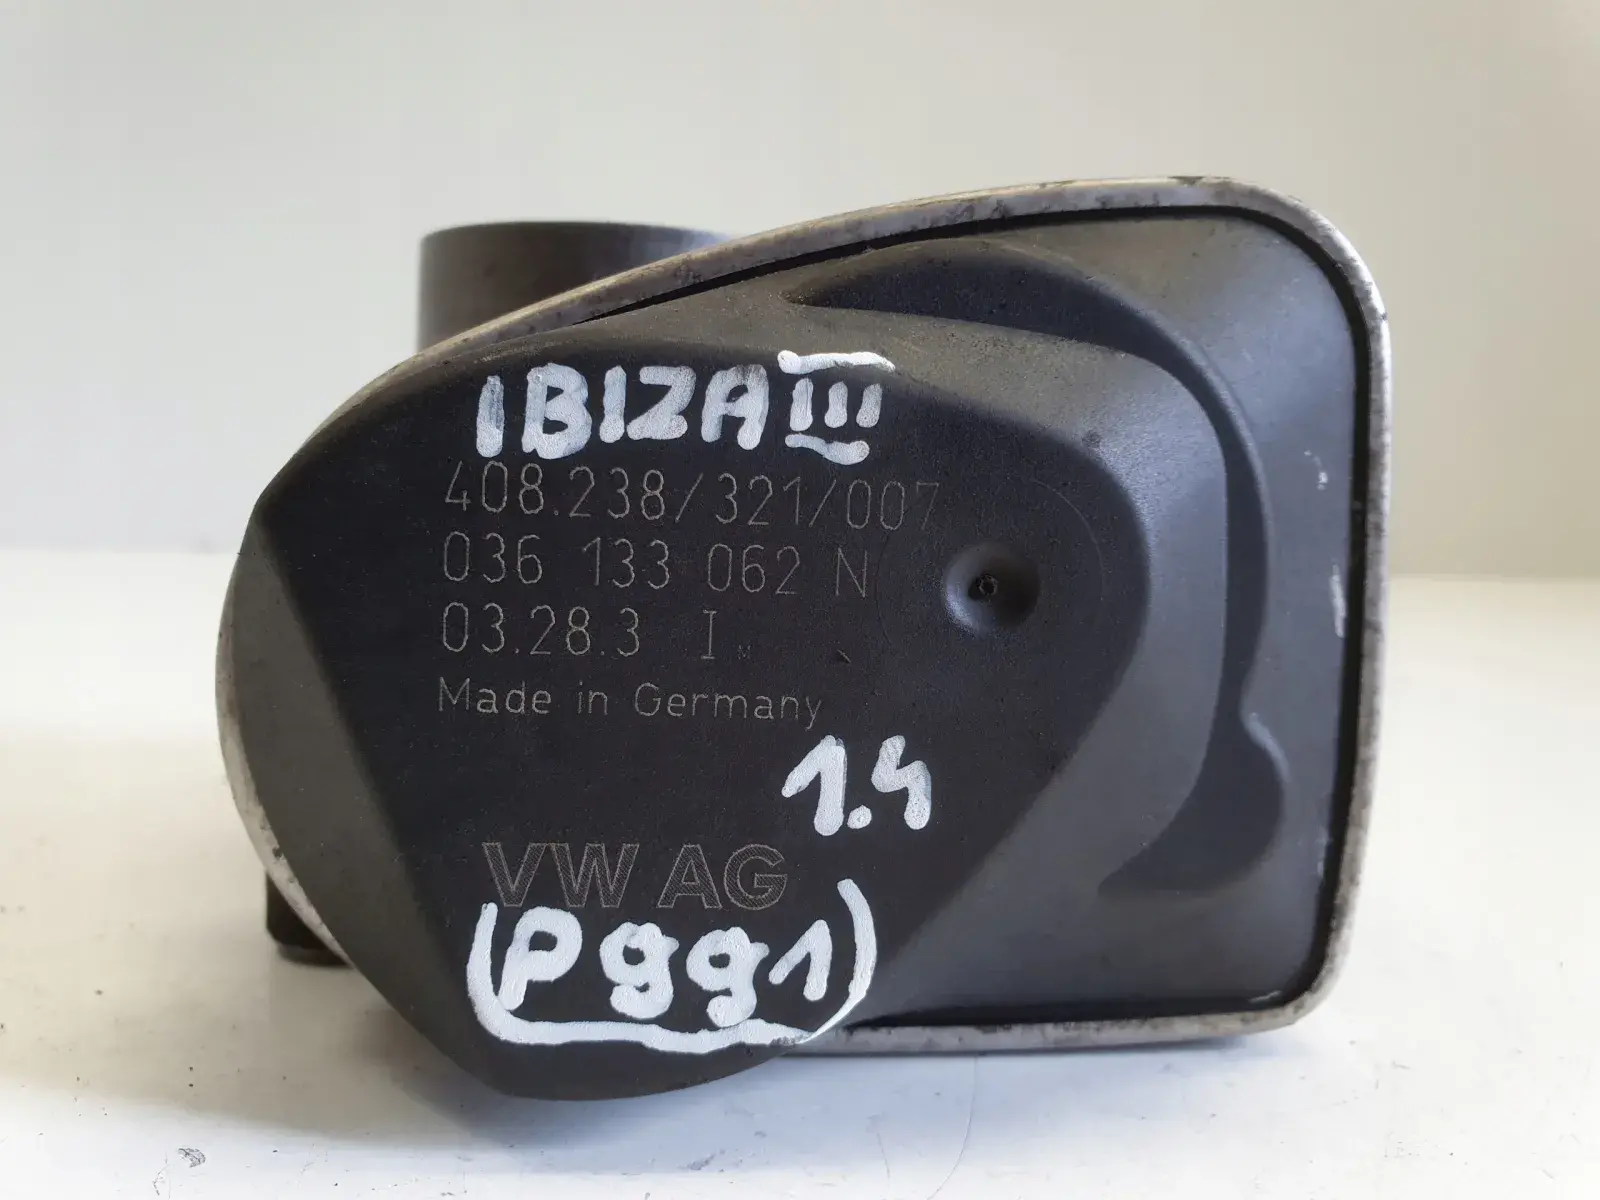 IBIZA III
408.238/321/007
036 133 062 N
03.28.3 I M
Made in Germany
1.4
VW AG
(P991)